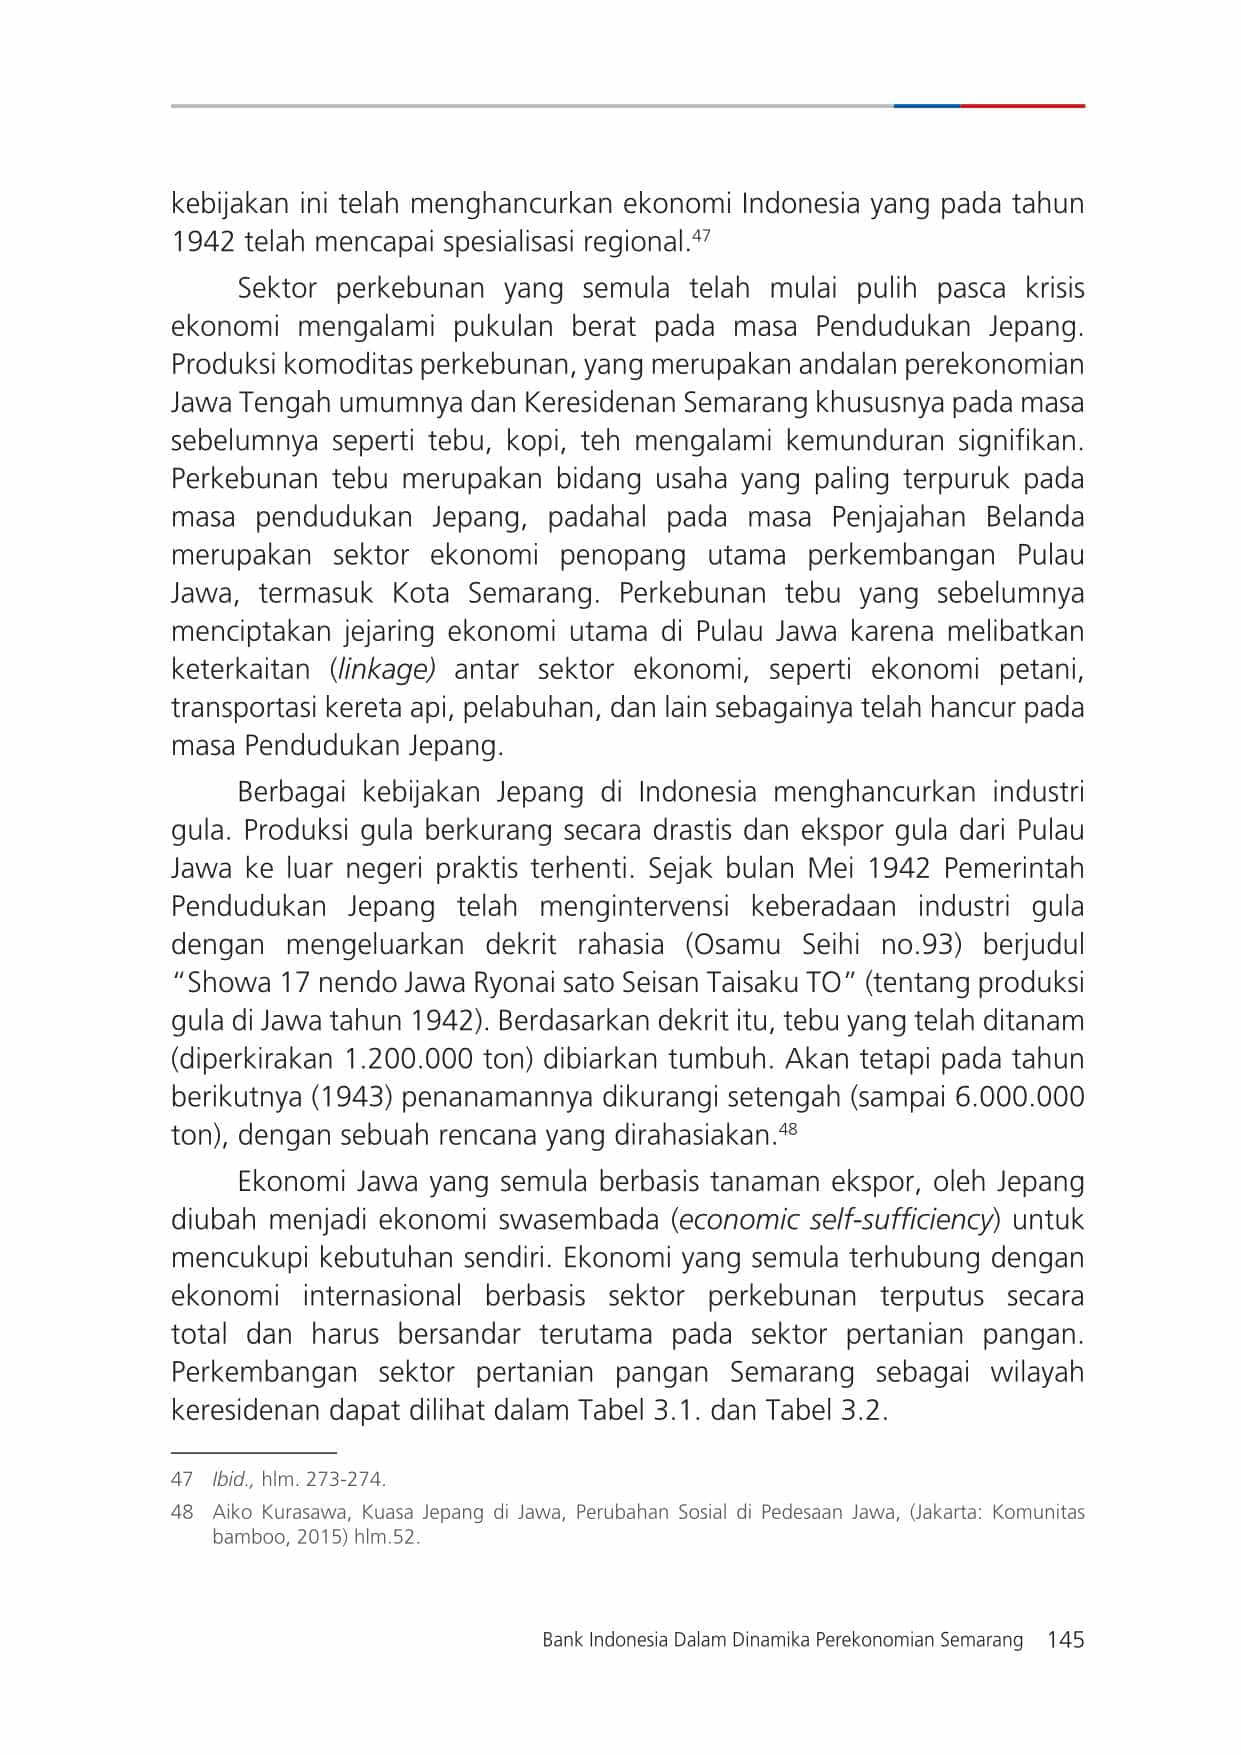 kebijakan ini telah menghancurkan ekonomi Indonesia yang pada tahun
1942 telah mencapai spesialisasi regional.47
Sektor perkebunan yang semula telah mulai pulih pasca krisis
ekonomi mengalami pukulan berat pada masa Pendudukan Jepang.
Produksi komoditas perkebunan, yang merupakan andalan perekonomian
Jawa Tengah umumnya dan Keresidenan Semarang khususnya pada masa
sebelumnya seperti tebu, kopi, teh mengalami kemunduran signifikan.
Perkebunan tebu merupakan bidang usaha yang paling terpuruk pada
masa pendudukan Jepang, padahal pada masa Penjajahan Belanda
merupakan sektor ekonomi penopang utama perkembangan Pulau
Jawa, termasuk Kota Semarang. Perkebunan tebu yang sebelumnya
menciptakan jejaring ekonomi utama di Pulau Jawa karena melibatkan
keterkaitan (linkage) antar sektor ekonomi, seperti ekonomi petani,
transportasi kereta api, pelabuhan, dan lain sebagainya telah hancur pada
masa Pendudukan Jepang.
Berbagai kebijakan Jepang di Indonesia menghancurkan industri
gula. Produksi gula berkurang secara drastis dan ekspor gula dari Pulau
Jawa ke luar negeri praktis terhenti. Sejak bulan Mei 1942 Pemerintah
Pendudukan Jepang telah mengintervensi keberadaan industri gula
dengan mengeluarkan dekrit rahasia (Osamu Seihi no.93) berjudul
“Showa 17 nendo Jawa Ryonai sato Seisan Taisaku TO” (tentang produksi
gula di Jawa tahun 1942). Berdasarkan dekrit itu, tebu yang telah ditanam
(diperkirakan 1.200.000 ton) dibiarkan tumbuh. Akan tetapi pada tahun
berikutnya (1943) penanamannya dikurangi setengah (sampai 6.000.000
ton), dengan sebuah rencana yang dirahasiakan.48
Ekonomi Jawa yang semula berbasis tanaman ekspor, oleh Jepang
diubah menjadi ekonomi swasembada (economic self-sufficiency) untuk
mencukupi kebutuhan sendiri. Ekonomi yang semula terhubung dengan
ekonomi internasional berbasis sektor perkebunan terputus secara
total dan harus bersandar terutama pada sektor pertanian pangan.
Perkembangan sektor pertanian pangan Semarang sebagai wilayah
keresidenan dapat dilihat dalam Tabel 3.1. dan Tabel 3.2.
47 Ibid., hlm. 273-274.
48 Aiko Kurasawa, Kuasa Jepang di Jawa, Perubahan Sosial di Pedesaan Jawa, (Jakarta: Komunitas
bamboo, 2015) hlm.52.
Bank Indonesia Dalam Dinamika Perekonomian Semarang 145